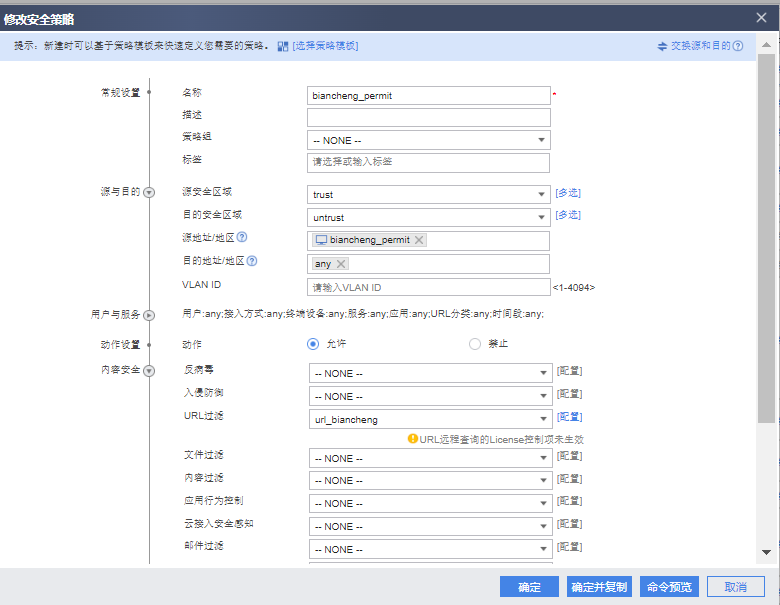 修改安全策略
提示：新建时可以基于策略模板来快速定义您需要的策略。 [选择策略模板] 交换源和目的
常规设置 名称 biancheng_permit *
描述
策略组 -- NONE --
标签 请选择或输入标签
源与目的 源安全区域 trust [多选]
目的安全区域 untrust [多选]
源地址/地区 biancheng_permit
目的地址/地区 any
VLAN ID 请输入VLAN ID <1-4094>
用户与服务 用户:any;接入方式:any;终端设备:any;服务:any;应用:any;URL分类:any;时间段:any;
动作设置 动作 允许 禁止
内容安全 反病毒 -- NONE -- [配置]
入侵防御 -- NONE -- [配置]
URL过滤 url_biancheng [配置]
URL远程查询的License控制项未生效
文件过滤 -- NONE -- [配置]
内容过滤 -- NONE -- [配置]
应用行为控制 -- NONE -- [配置]
云接入安全感知 -- NONE -- [配置]
邮件过滤 -- NONE -- [配置]
确定 确定并复制 命令预览 取消